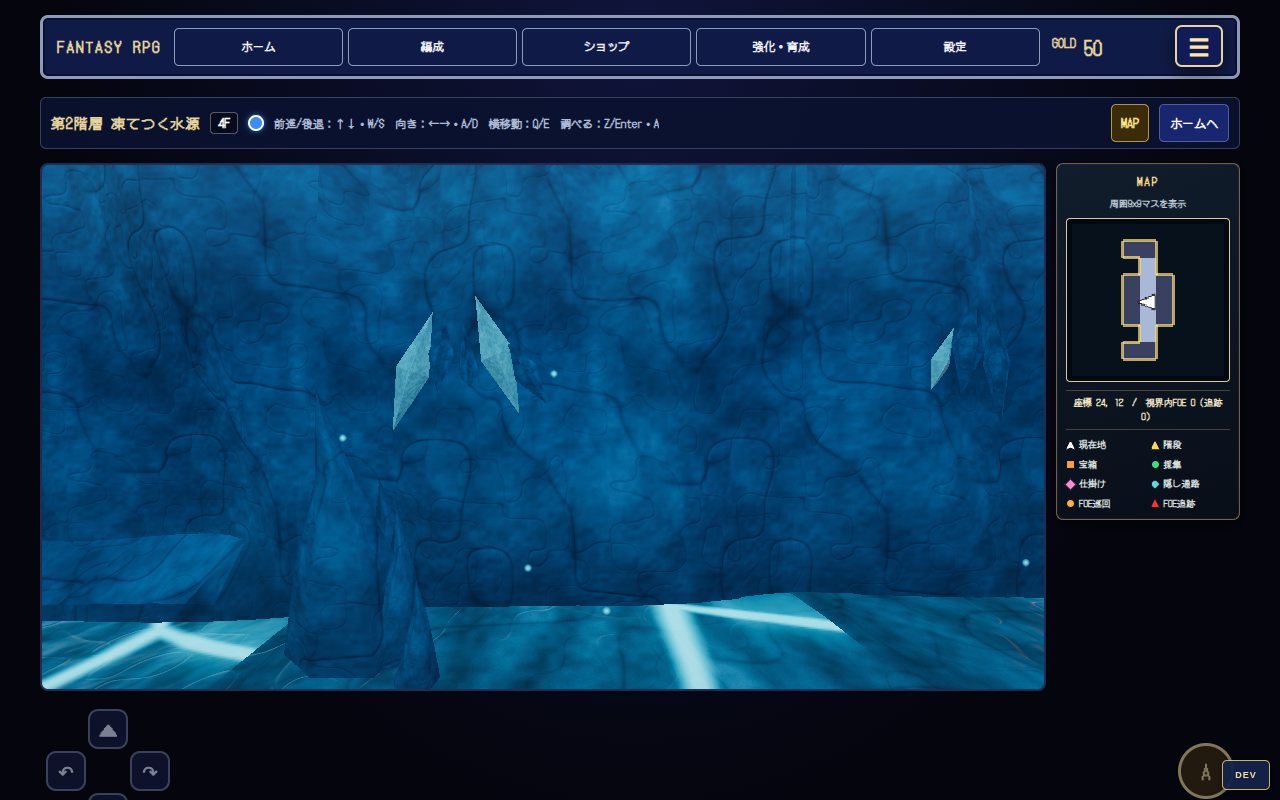 FANTASY RPG
ホーム
編成
ショップ
強化・育成
設定
GOLD 50
第2階層 凍てつく水源
4F
前進/後退：↑↓・W/S 向き：←→・A/D 横移動：Q/E 調べる：Z/Enter・A
MAP
ホームへ
MAP
周囲9x9マスを表示
座標 24, 12 / 視界内FOE 0 (追跡
0)
現在地
階段
宝箱
採集
仕掛け
隠し通路
FOE巡回
FOE追跡
A
DEV